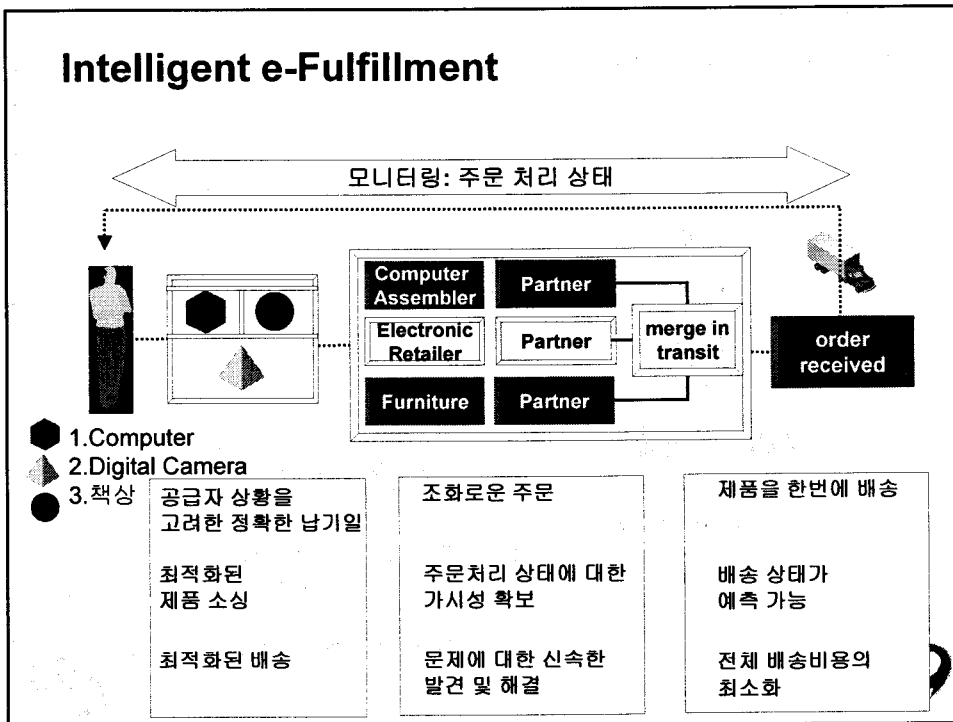 Intelligent e-Fulfillment
모니터링: 주문 처리 상태
Computer
Assembler
Partner
Electronic
Retailer
Partner
Furniture
Partner
merge in
transit
order
received
1.Computer
2.Digital Camera
3.책상
공급자 상황을
고려한 정확한 납기일
최적화된
제품 소싱
최적화된 배송
조화로운 주문
주문처리 상태에 대한
가시성 확보
문제에 대한 신속한
발견 및 해결
제품을 한번에 배송
배송 상태가
예측 가능
전체 배송비용의
최소화